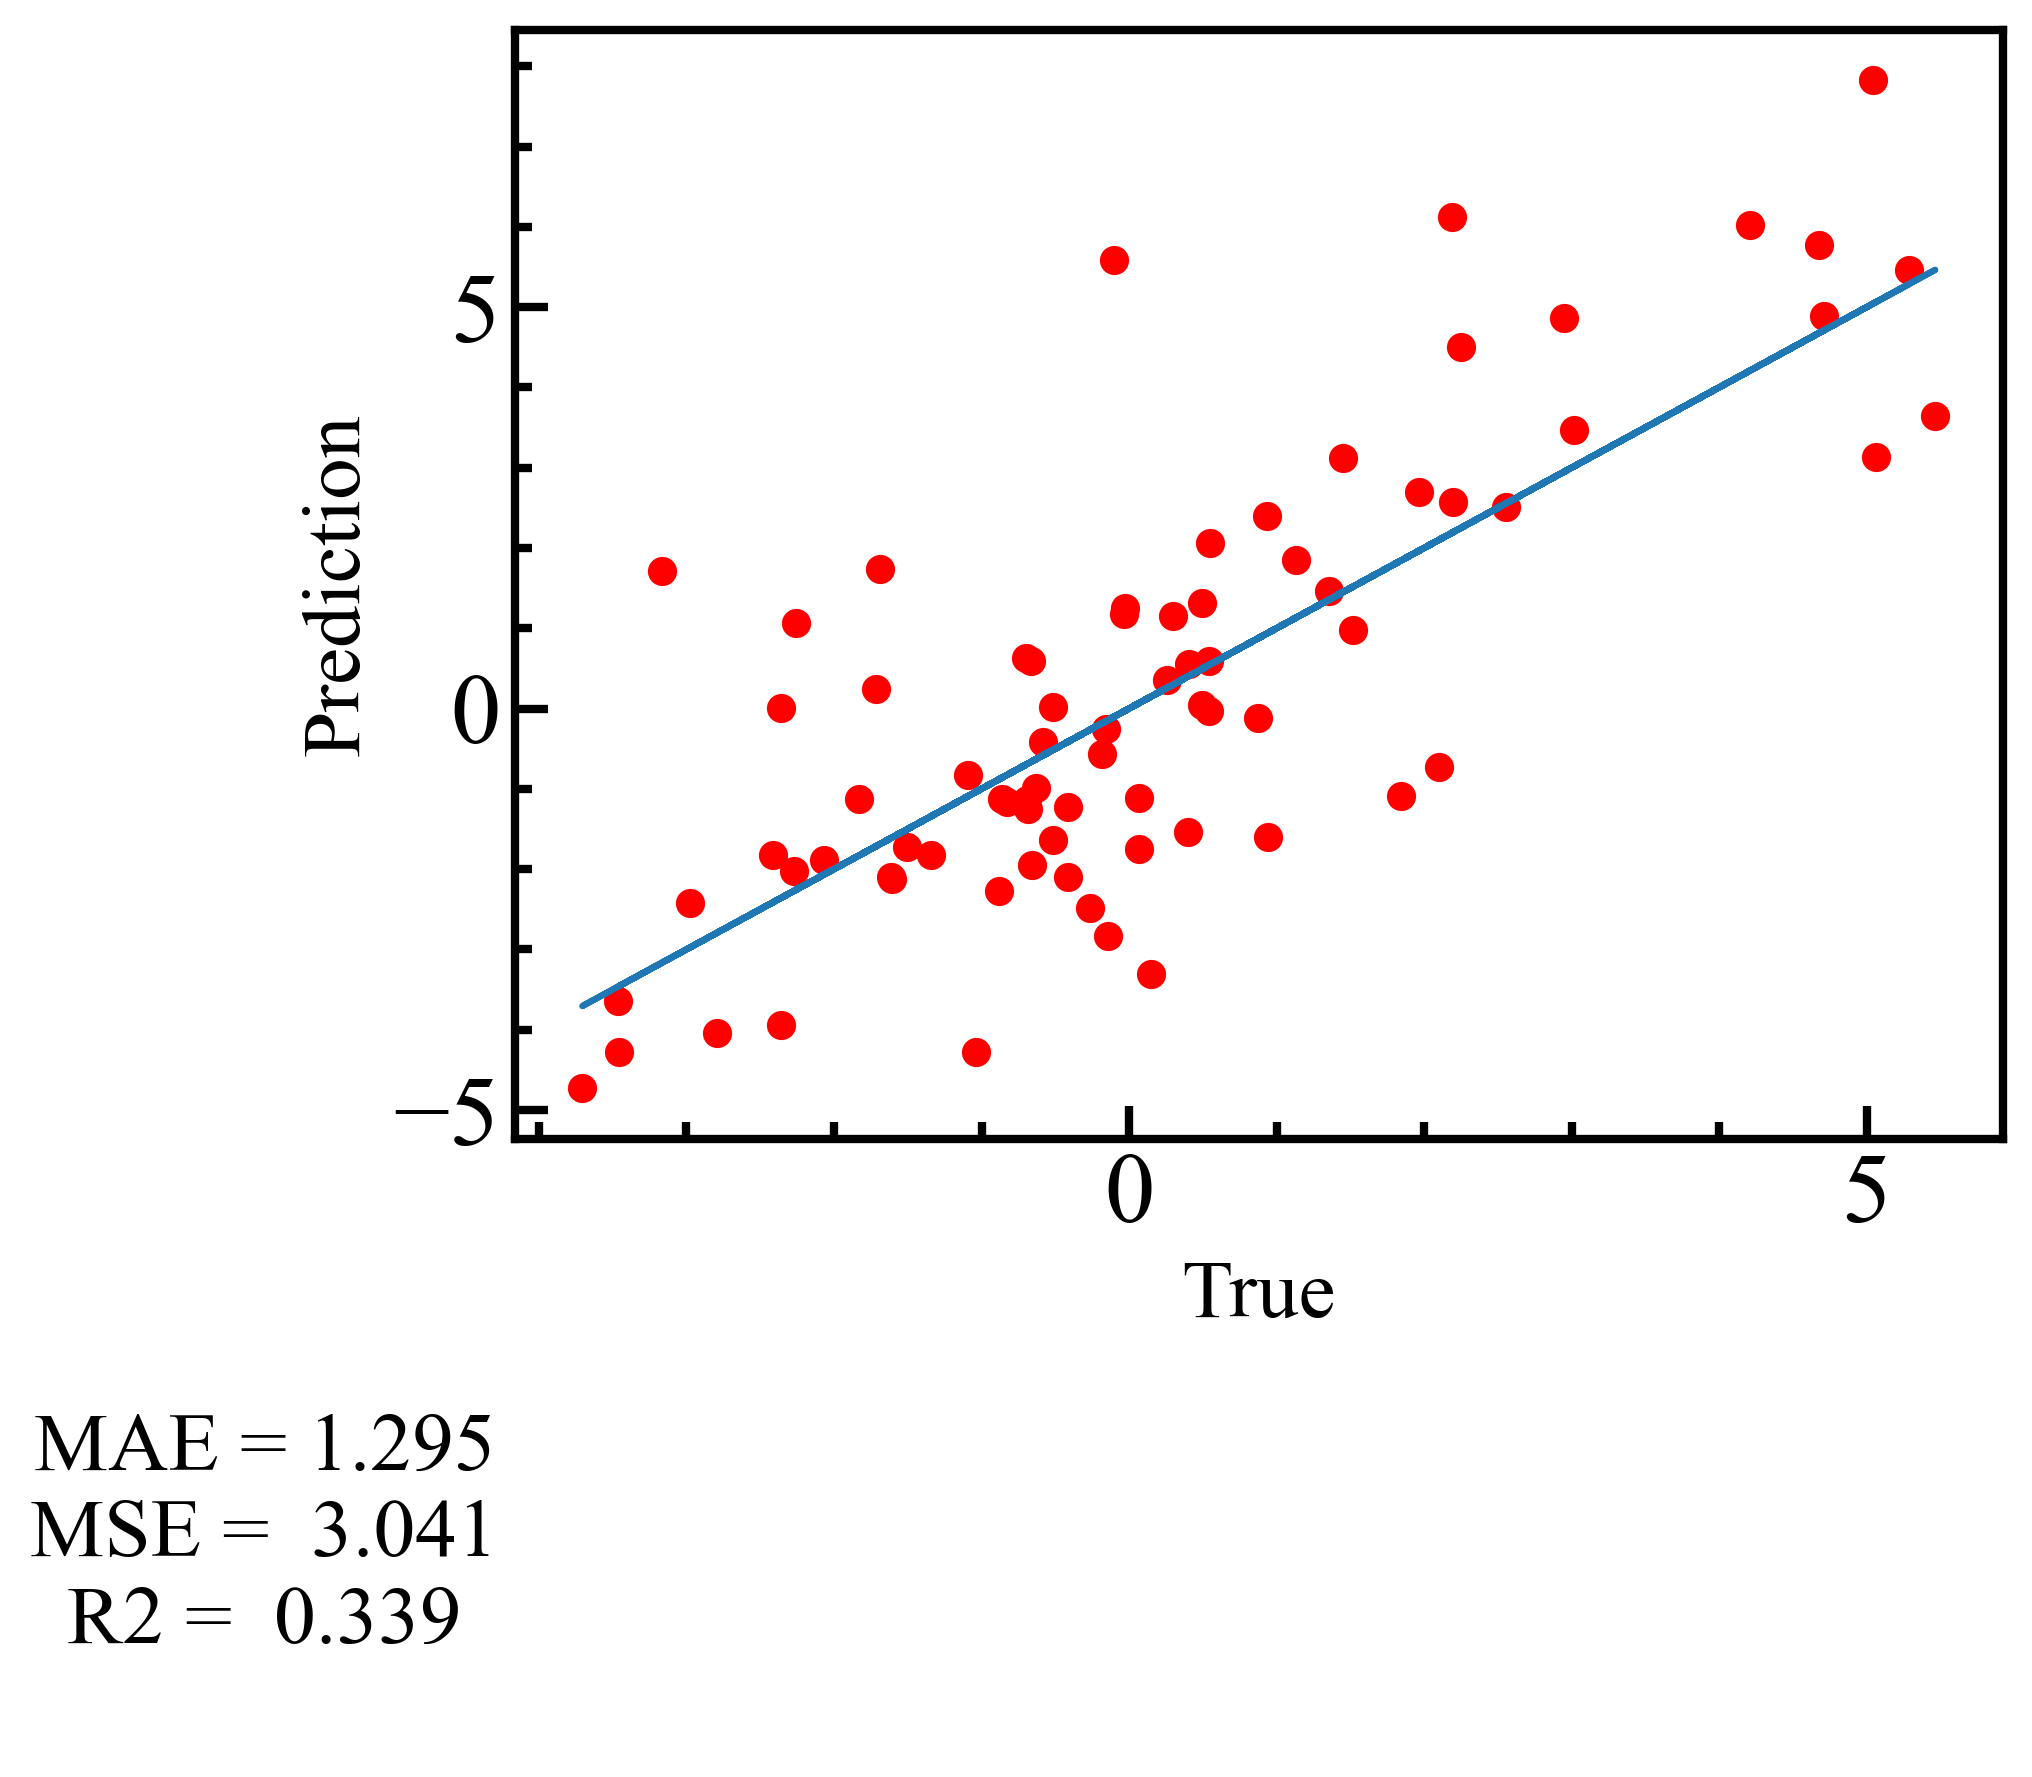 5
0
−5
Prediction
0 5
True
MAE = 1.295
MSE = 3.041
R2 = 0.339